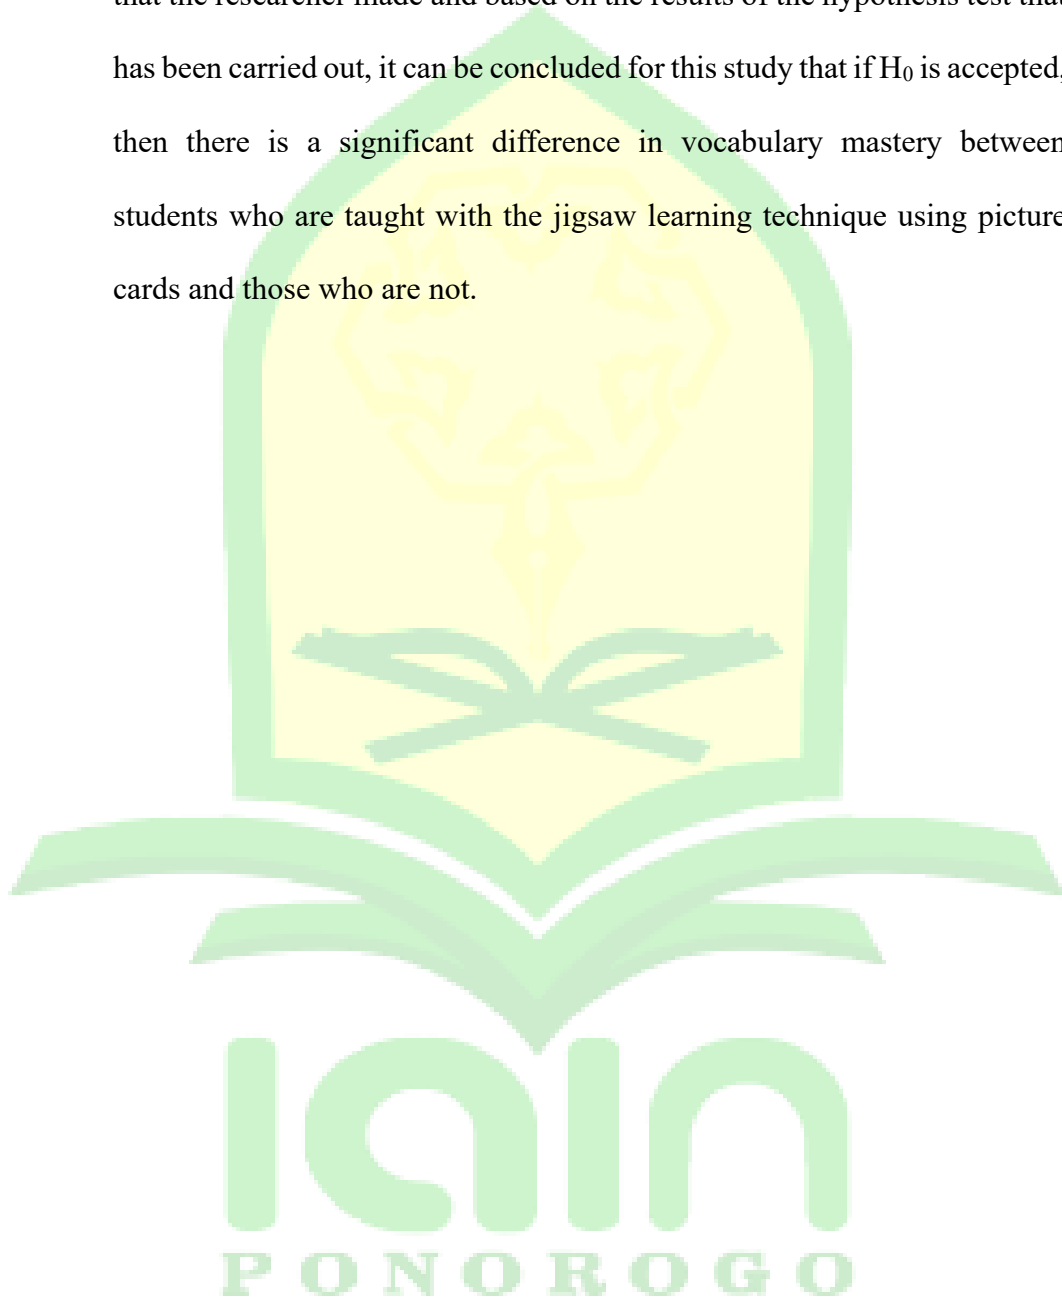 that the researcher made and based on the results of the hypothesis test that
has been carried out, it can be concluded for this study that if H₀ is accepted,
then there is a significant difference in vocabulary mastery between
students who are taught with the jigsaw learning technique using picture
cards and those who are not.
iain
PONOROGO